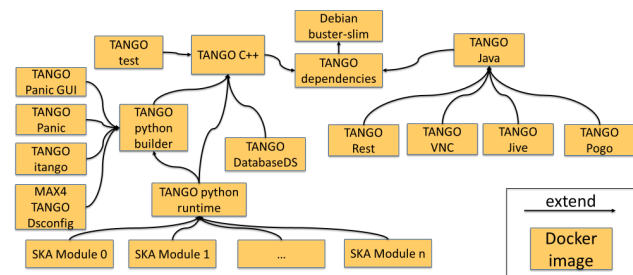 Debian
buster-slim
TANGO
test
TANGO C++
TANGO
dependencies
TANGO
Java
TANGO
Panic GUI
TANGO
Panic
TANGO
itango
MAX4
TANGO
Dsconfig
TANGO
python
builder
TANGO
DatabaseDS
TANGO
Rest
TANGO
VNC
TANGO
Jive
TANGO
Pogo
TANGO python
runtime
SKA Module 0
SKA Module 1
...
SKA Module n
extend
Docker
image